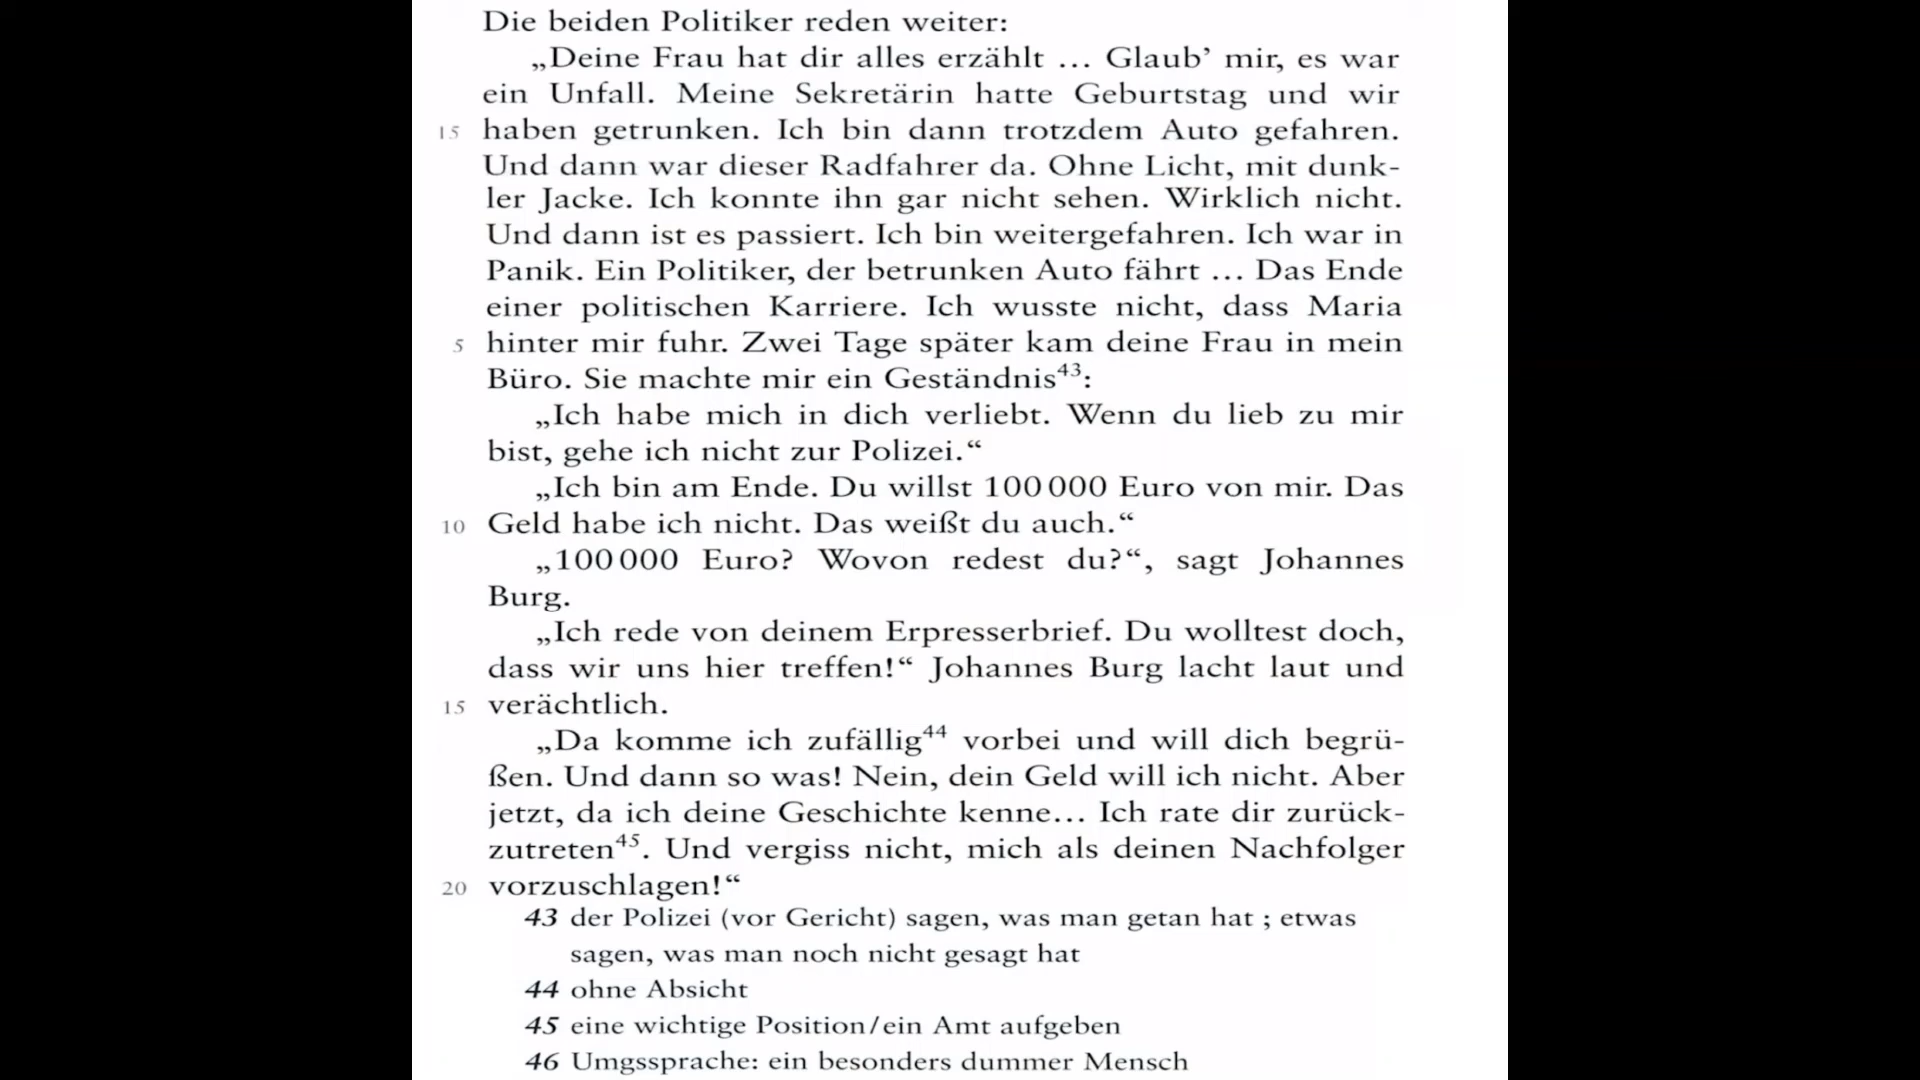 Die beiden Politiker reden weiter:
„Deine Frau hat dir alles erzählt … Glaub’ mir, es war
ein Unfall. Meine Sekretärin hatte Geburtstag und wir
15 haben getrunken. Ich bin dann trotzdem Auto gefahren.
Und dann war dieser Radfahrer da. Ohne Licht, mit dunk-
ler Jacke. Ich konnte ihn gar nicht sehen. Wirklich nicht.
Und dann ist es passiert. Ich bin weitergefahren. Ich war in
Panik. Ein Politiker, der betrunken Auto fährt … Das Ende
einer politischen Karriere. Ich wusste nicht, dass Maria
5 hinter mir fuhr. Zwei Tage später kam deine Frau in mein
Büro. Sie machte mir ein Geständnis⁴³:
„Ich habe mich in dich verliebt. Wenn du lieb zu mir
bist, gehe ich nicht zur Polizei.“
„Ich bin am Ende. Du willst 100 000 Euro von mir. Das
10 Geld habe ich nicht. Das weißt du auch.“
„100 000 Euro? Wovon redest du?“, sagt Johannes
Burg.
„Ich rede von deinem Erpresserbrief. Du wolltest doch,
dass wir uns hier treffen!“ Johannes Burg lacht laut und
15 verächtlich.
„Da komme ich zufällig⁴⁴ vorbei und will dich begrü-
ßen. Und dann so was! Nein, dein Geld will ich nicht. Aber
jetzt, da ich deine Geschichte kenne… Ich rate dir zurück-
zutreten⁴⁵. Und vergiss nicht, mich als deinen Nachfolger
20 vorzuschlagen!“
43 der Polizei (vor Gericht) sagen, was man getan hat ; etwas
sagen, was man noch nicht gesagt hat
44 ohne Absicht
45 eine wichtige Position/ein Amt aufgeben
46 Umgssprache: ein besonders dummer Mensch